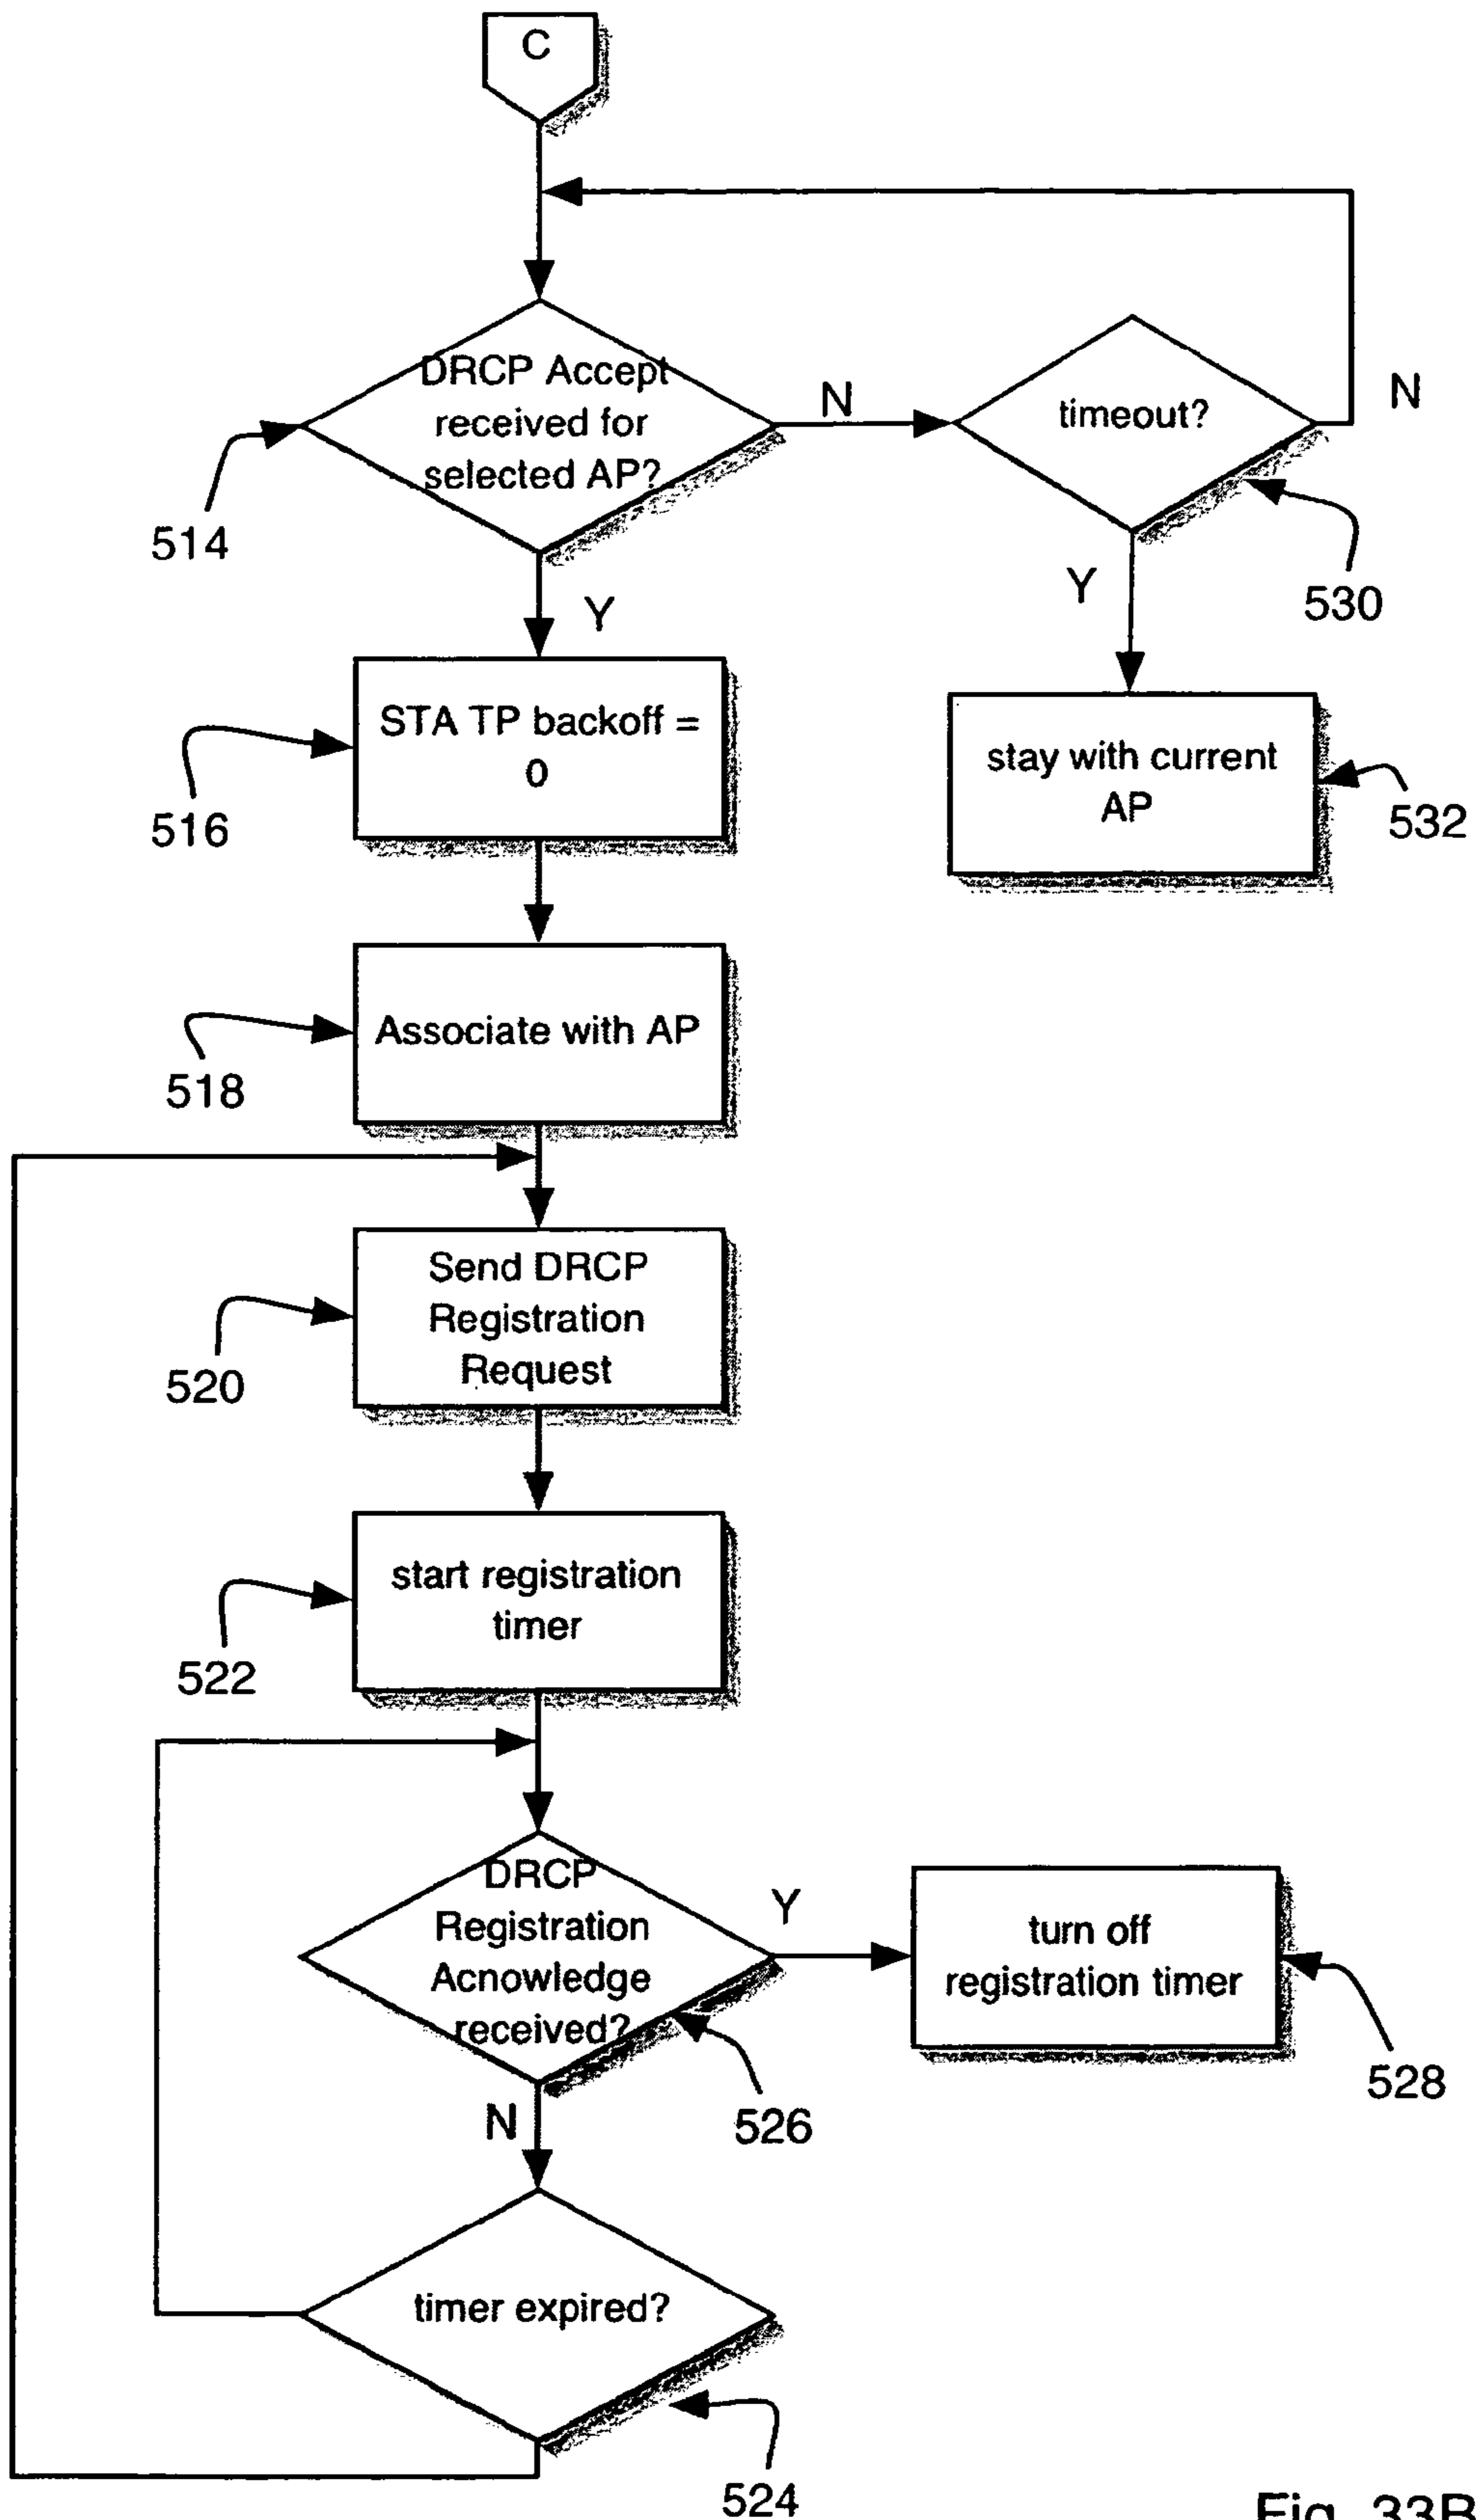 C
DRCP Accept
received for
selected AP?
N
timeout?
N
514
Y
Y
530
STA TP backoff =
0
516
stay with current
AP
532
Associate with AP
518
Send DRCP
Registration
Request
520
start registration
timer
522
DRCP
Registration
Acnowledge
received?
Y
turn off
registration timer
528
N
526
timer expired?
524
Fig. 33B